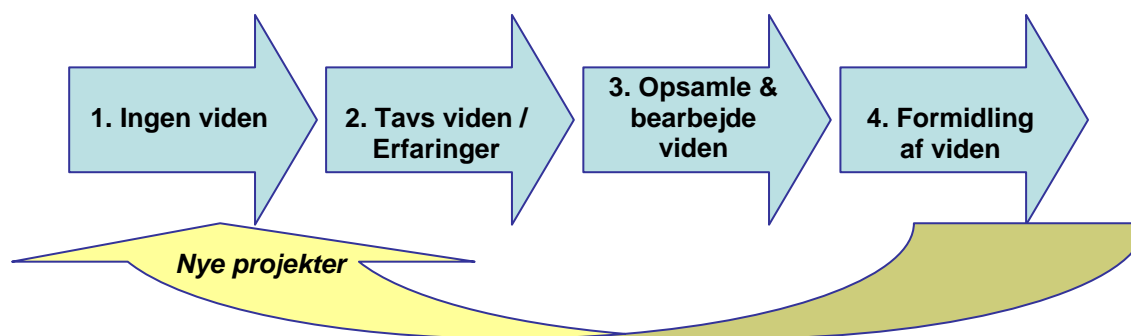 1. Ingen viden
2. Tavs viden /
Erfaringer
3. Opsamle &
bearbejde
viden
4. Formidling
af viden
Nye projekter